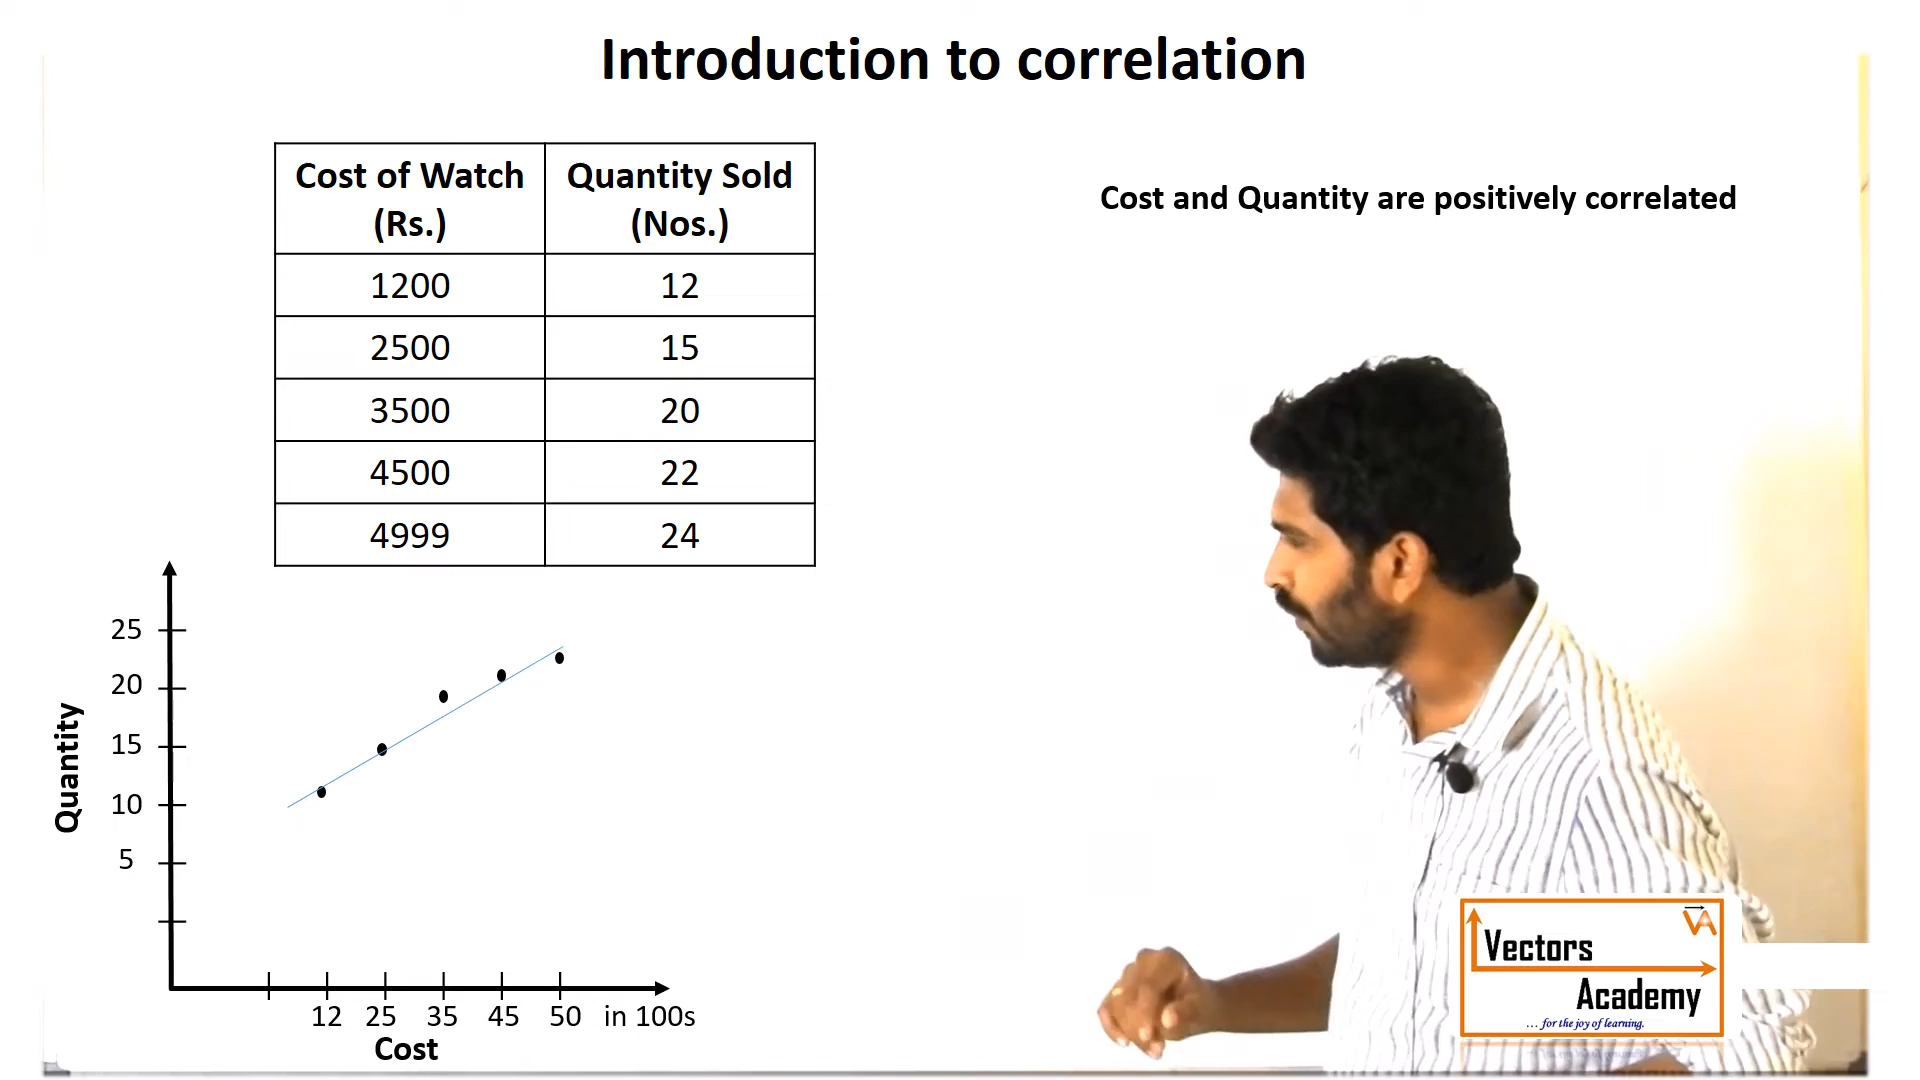 Introduction to correlation
Cost of Watch (Rs.) Quantity Sold (Nos.)
1200 12
2500 15
3500 20
4500 22
4999 24
Cost and Quantity are positively correlated
Quantity
25
20
15
10
5
12 25 35 45 50 in 100s
Cost
VA
Vectors
Academy
... for the joy of learning.